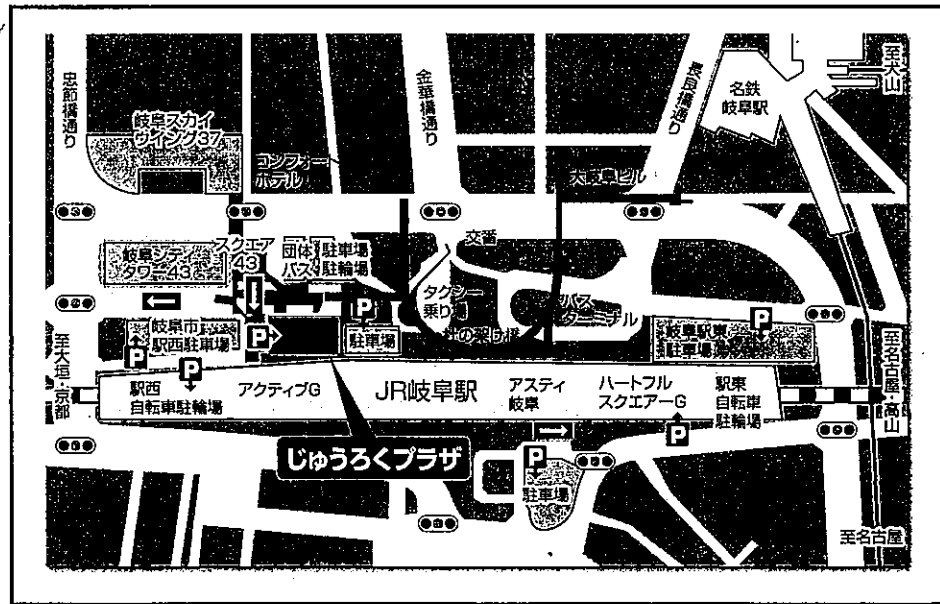 忠節橋通り
金華橋通り
長良橋通り
至犬山
名鉄
岐阜駅
岐阜スカイ
ウイング37
コンフォート
ホテル
大岐阜ビル
交番
スクエア
43
団体
バス
駐車場
駐輪場
岐阜シティ
タワー43
タクシー
乗り場
バス
ターミナル
杜の架け橋
P
岐阜市
駅西駐車場
P
P
P
駐車場
岐阜駅東
駐車場
P
至大垣・京都
至名古屋・高山
駅西
自転車駐輪場
P
アクティブG
JR岐阜駅
アスティ
岐阜
ハートフル
スクエアーG
駅東
自転車
駐輪場
P
じゅうろくプラザ
P
駐車場
至名古屋